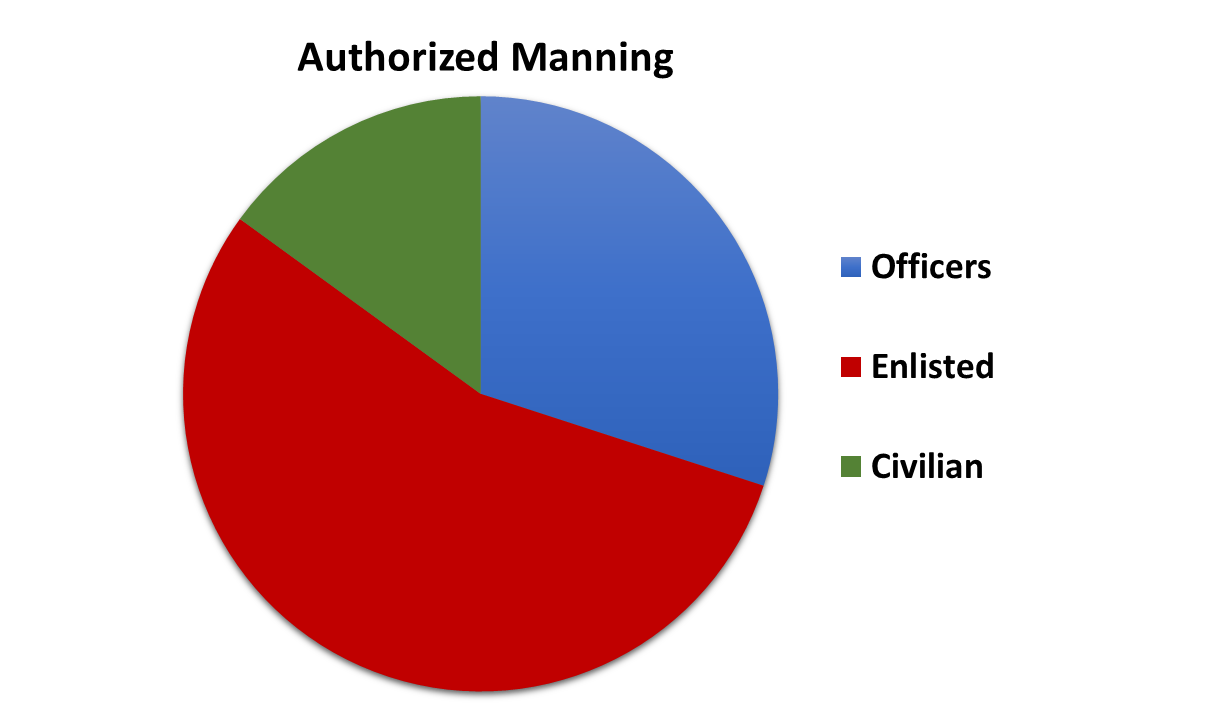 Authorized Manning
Officers
Enlisted
Civilian